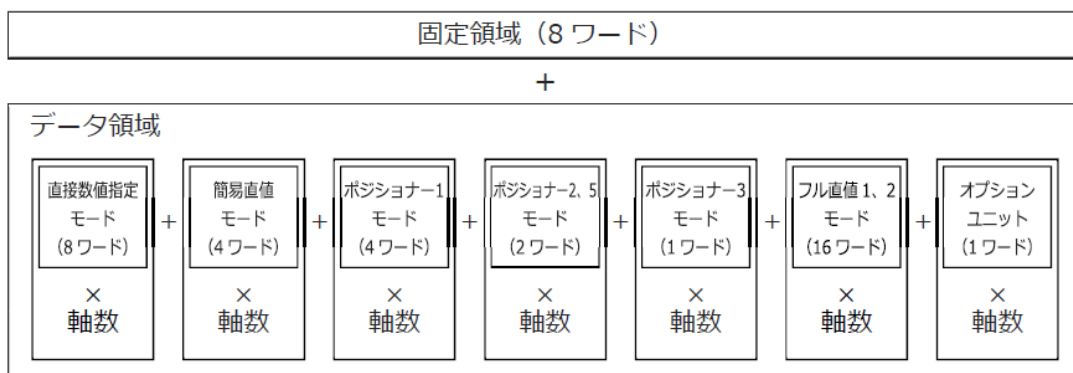 固定領域（8 ワード）
+
データ領域
直接数値指定
モード
（8 ワード）
×
軸数
+
簡易直値
モード
（4 ワード）
×
軸数
+
ポジショナー1
モード
（4 ワード）
×
軸数
+
ポジショナー2、5
モード
（2 ワード）
×
軸数
+
ポジショナー3
モード
（1 ワード）
×
軸数
+
フル直値 1、2
モード
（16 ワード）
×
軸数
+
オプション
ユニット
（1 ワード）
×
軸数